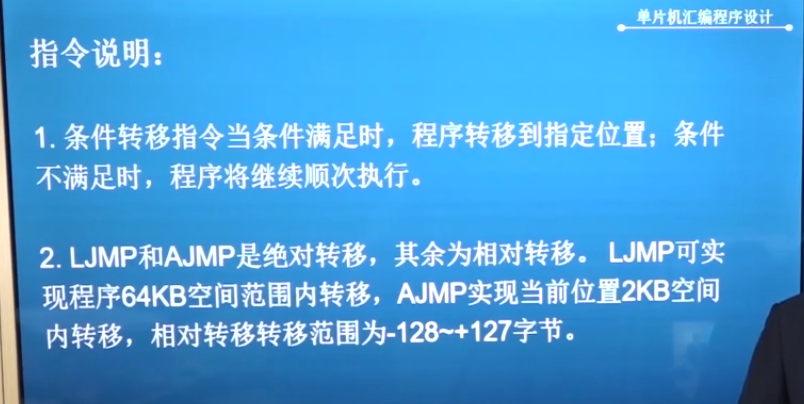 单片机汇编程序设计
指令说明：
1. 条件转移指令当条件满足时，程序转移到指定位置；条件
不满足时，程序将继续顺次执行。
2. LJMP和AJMP是绝对转移，其余为相对转移。 LJMP可实
现程序64KB空间范围内转移，AJMP实现当前位置2KB空间
内转移，相对转移转移范围为-128~+127字节。